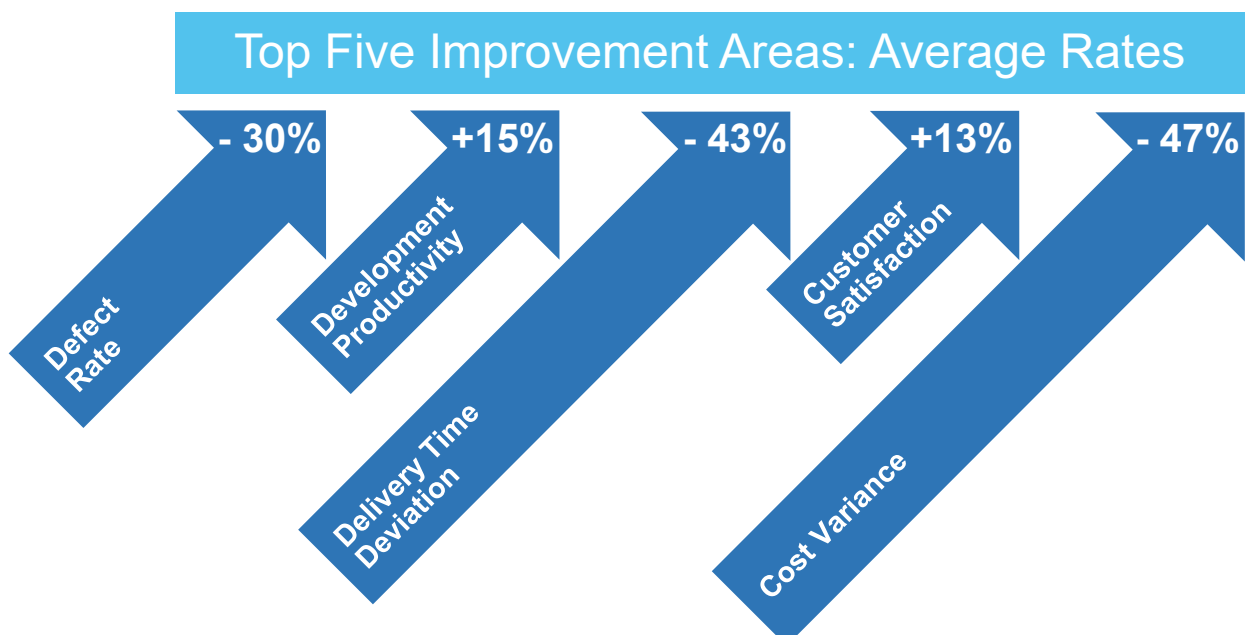 Top Five Improvement Areas: Average Rates
- 30%
Defect
Rate
+15%
Development
Productivity
- 43%
Delivery Time
Deviation
+13%
Customer
Satisfaction
- 47%
Cost Variance